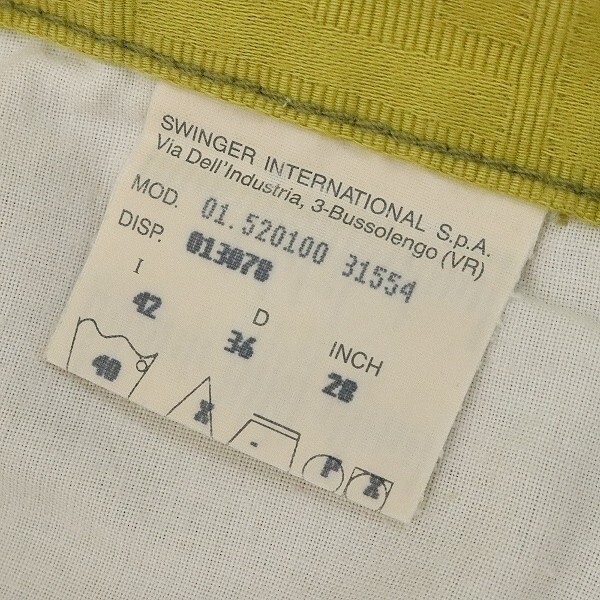 SWINGER INTERNATIONAL S.p.A.
Via Dell'Industria, 3-Bussolengo (VR)
MOD. 01.520100 31554
DISP. 013078
I D INCH
42 36 28
40 X . P X